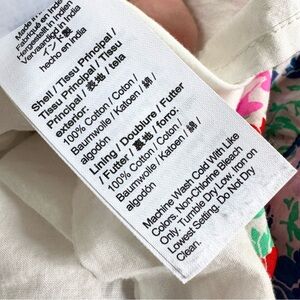 Made in India
Fabriqué en Inde
Hergestellt in Indien
Vervaardigd in India
インド製
hecho en india
Shell / Tissu Principal /
Tissu Principal / Tissu
Principal / 表地 / tela
exterior:
100% Cotton / Coton /
Baumwolle / Katoen / 綿 /
algodón
Lining / Doublure / Futter
/ Futter / 裏地 / forro:
100% Cotton / Coton /
Baumwolle / Katoen / 綿 /
algodón
Machine Wash Cold With Like
Colors. Non-Chlorine Bleach
Only. Tumble Dry Low. Iron on
Lowest Setting. Do Not Dry
Clean.